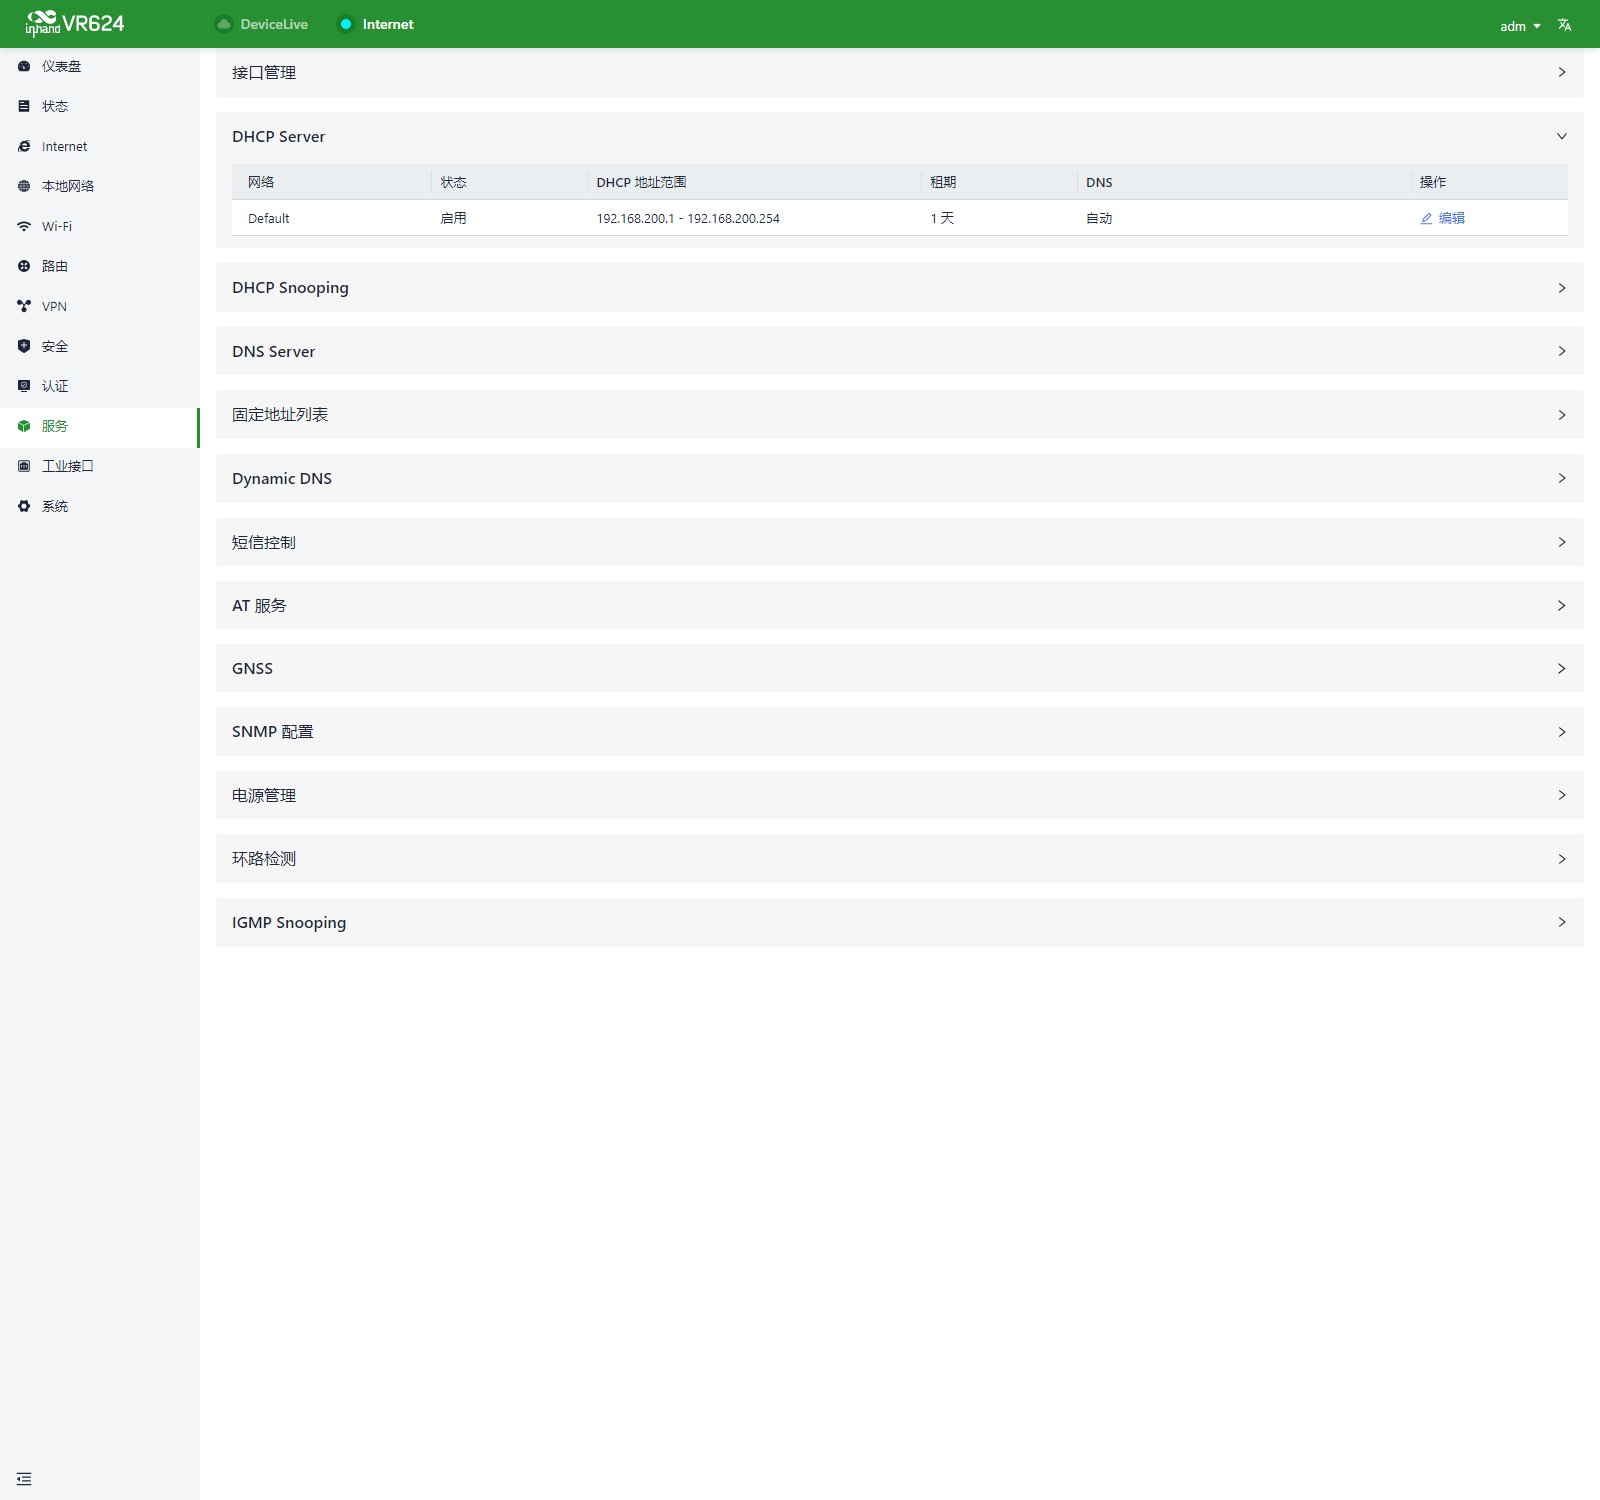 inhand VR624
DeviceLive
Internet
adm
仪表盘
状态
Internet
本地网络
Wi-Fi
路由
VPN
安全
认证
服务
工业接口
系统
接口管理
DHCP Server
网络 状态 DHCP 地址范围 租期 DNS 操作
Default 启用 192.168.200.1 - 192.168.200.254 1 天 自动 编辑
DHCP Snooping
DNS Server
固定地址列表
Dynamic DNS
短信控制
AT 服务
GNSS
SNMP 配置
电源管理
环路检测
IGMP Snooping